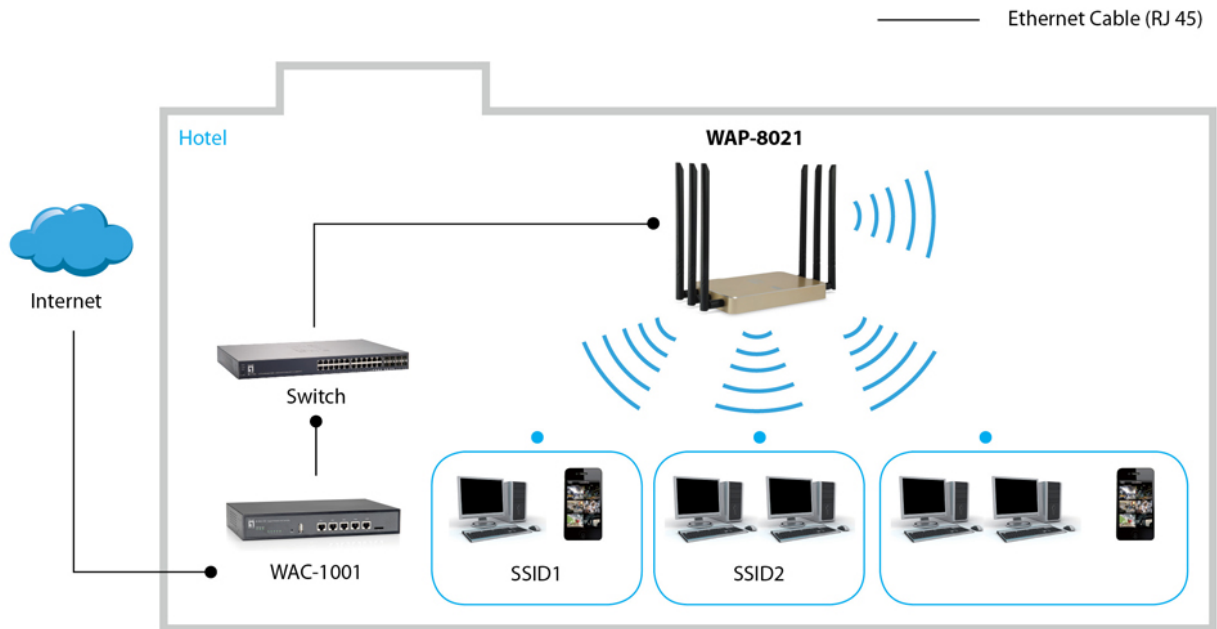 Ethernet Cable (RJ 45)
Hotel
WAP-8021
Internet
Switch
WAC-1001
SSID1
SSID2